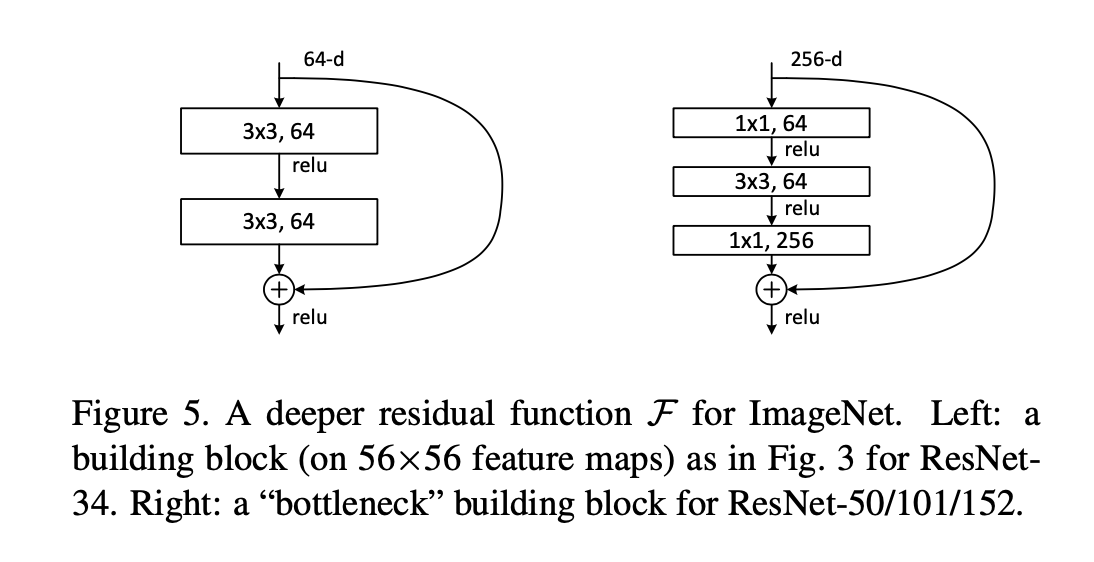 64-d
3x3, 64
relu
3x3, 64
relu
256-d
1x1, 64
relu
3x3, 64
relu
1x1, 256
relu
Figure 5. A deeper residual function ℱ for ImageNet. Left: a
building block (on 56×56 feature maps) as in Fig. 3 for ResNet-
34. Right: a “bottleneck” building block for ResNet-50/101/152.